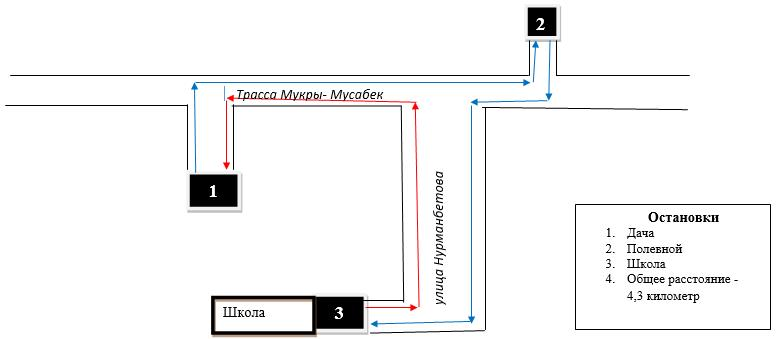 2
Трасса Мукры- Мусабек
1
улица Нурманбетова
Школа
3
Остановки
1. Дача
2. Полевной
3. Школа
4. Общее расстояние -
4,3 километр